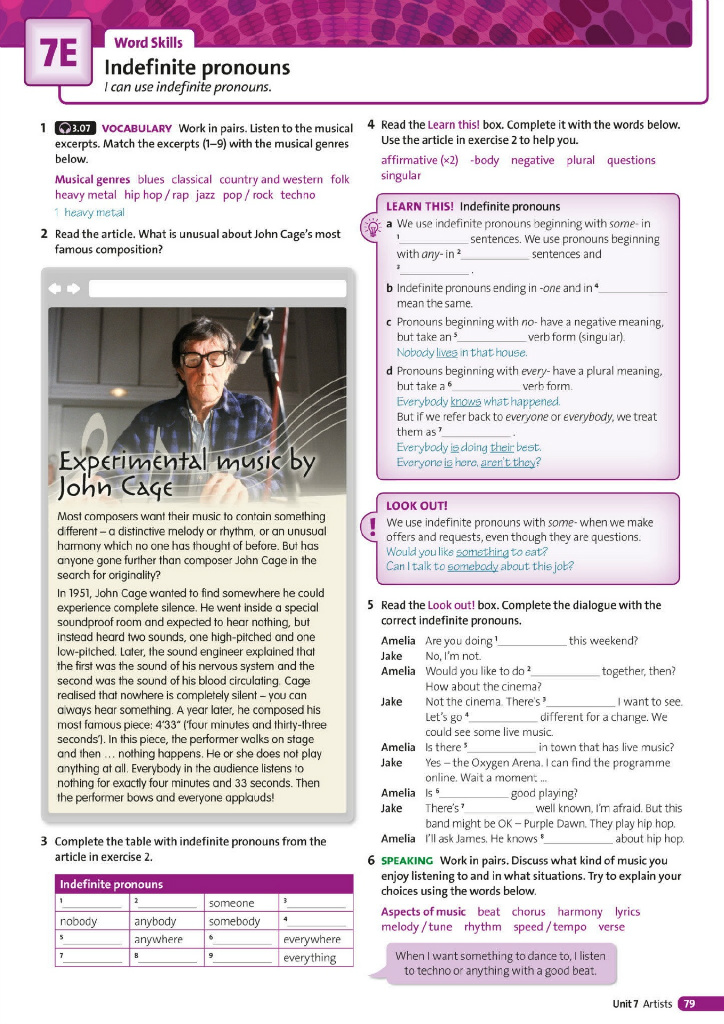 7E
Word Skills
Indefinite pronouns
I can use indefinite pronouns.
1 3.07 VOCABULARY Work in pairs. Listen to the musical
excerpts. Match the excerpts (1–9) with the musical genres
below.
Musical genres blues classical country and western folk
heavy metal hip hop / rap jazz pop / rock techno
1 heavy metal
2 Read the article. What is unusual about John Cage's most
famous composition?
Experimental music by
John Cage
Most composers want their music to contain something
different – a distinctive melody or rhythm, or an unusual
harmony which no one has thought of before. But has
anyone gone further than composer John Cage in the
search for originality?
In 1951, John Cage wanted to find somewhere he could
experience complete silence. He went inside a special
soundproof room and expected to hear nothing, but
instead heard two sounds, one high-pitched and one
low-pitched. Later, the sound engineer explained that
the first was the sound of his nervous system and the
second was the sound of his blood circulating. Cage
realised that nowhere is completely silent – you can
always hear something. A year later, he composed his
most famous piece: 4'33" ('four minutes and thirty-three
seconds'). In this piece, the performer walks on stage
and then … nothing happens. He or she does not play
anything at all. Everybody in the audience listens to
nothing for exactly four minutes and 33 seconds. Then
the performer bows and everyone applauds!
3 Complete the table with indefinite pronouns from the
article in exercise 2.
Indefinite pronouns
1 ____ 2 ____ someone 3 ____
nobody anybody somebody 4 ____
5 ____ anywhere 6 ____ everywhere
7 ____ 8 ____ 9 ____ everything
4 Read the Learn this! box. Complete it with the words below.
Use the article in exercise 2 to help you.
affirmative (×2) -body negative plural questions
singular
LEARN THIS! Indefinite pronouns
a We use indefinite pronouns beginning with some- in
1 ____ sentences. We use pronouns beginning
with any- in 2 ____ sentences and
3 ____ .
b Indefinite pronouns ending in -one and in 4 ____
mean the same.
c Pronouns beginning with no- have a negative meaning,
but take an 5 ____ verb form (singular).
Nobody lives in that house.
d Pronouns beginning with every- have a plural meaning,
but take a 6 ____ verb form.
Everybody knows what happened.
But if we refer back to everyone or everybody, we treat
them as 7 ____ .
Everybody is doing their best.
Everyone is here, aren't they?
LOOK OUT!
We use indefinite pronouns with some- when we make
offers and requests, even though they are questions.
Would you like something to eat?
Can I talk to somebody about this job?
5 Read the Look out! box. Complete the dialogue with the
correct indefinite pronouns.
Amelia Are you doing 1 ____ this weekend?
Jake No, I'm not.
Amelia Would you like to do 2 ____ together, then?
How about the cinema?
Jake Not the cinema. There's 3 ____ I want to see.
Let's go 4 ____ different for a change. We
could see some live music.
Amelia Is there 5 ____ in town that has live music?
Jake Yes – the Oxygen Arena. I can find the programme
online. Wait a moment …
Amelia Is 6 ____ good playing?
Jake There's 7 ____ well known, I'm afraid. But this
band might be OK – Purple Dawn. They play hip hop.
Amelia I'll ask James. He knows 8 ____ about hip hop.
6 SPEAKING Work in pairs. Discuss what kind of music you
enjoy listening to and in what situations. Try to explain your
choices using the words below.
Aspects of music beat chorus harmony lyrics
melody / tune rhythm speed / tempo verse
When I want something to dance to, I listen
to techno or anything with a good beat.
Unit 7 Artists 79